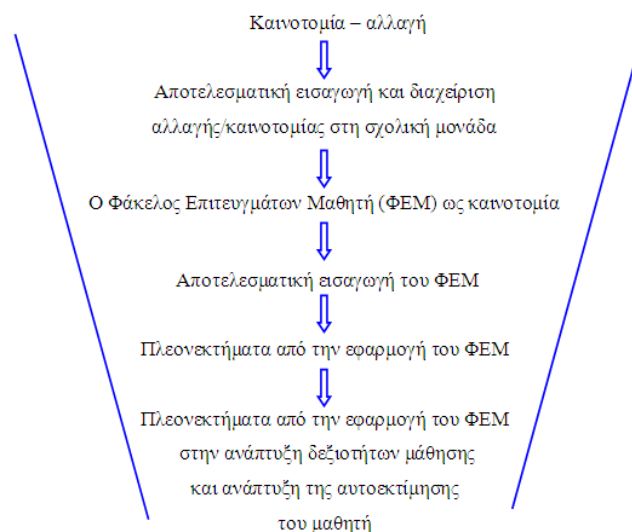 Καινοτομία – αλλαγή
Αποτελεσματική εισαγωγή και διαχείριση
αλλαγής/καινοτομίας στη σχολική μονάδα
Ο Φάκελος Επιτευγμάτων Μαθητή (ΦΕΜ) ως καινοτομία
Αποτελεσματική εισαγωγή του ΦΕΜ
Πλεονεκτήματα από την εφαρμογή του ΦΕΜ
Πλεονεκτήματα από την εφαρμογή του ΦΕΜ
στην ανάπτυξη δεξιοτήτων μάθησης
και ανάπτυξη της αυτοεκτίμησης
του μαθητή